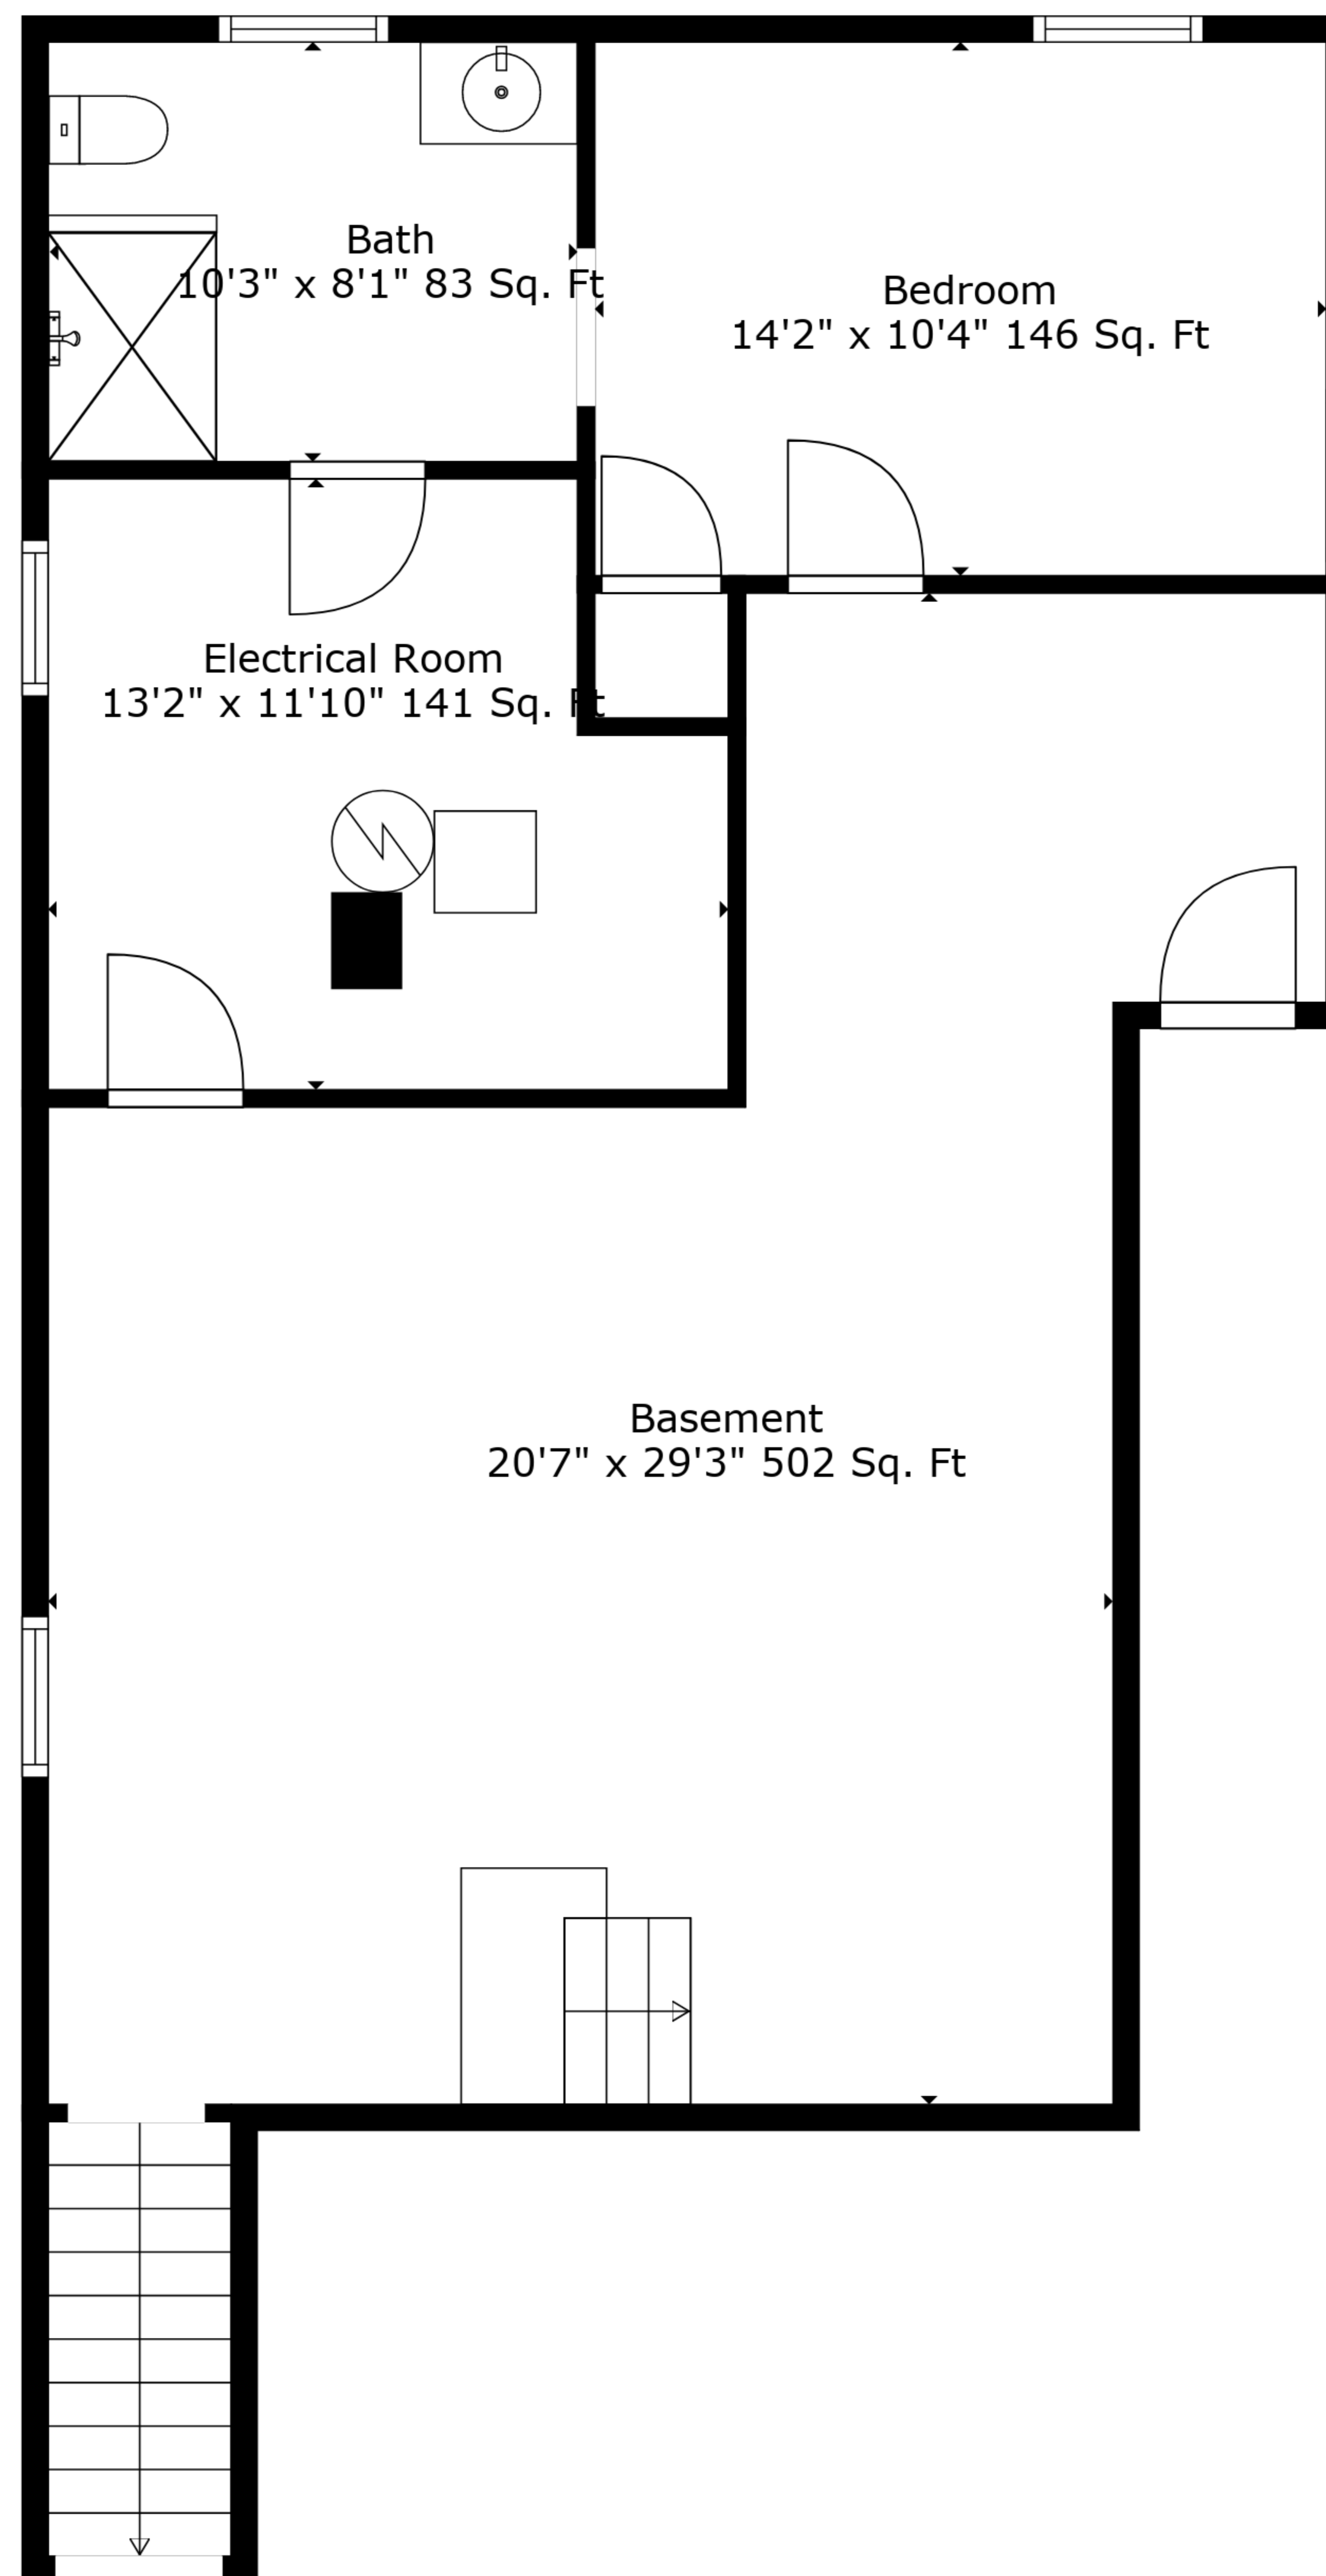 Bath
10'3" x 8'1" 83 Sq. Ft
Bedroom
14'2" x 10'4" 146 Sq. Ft
Electrical Room
13'2" x 11'10" 141 Sq. Ft
Basement
20'7" x 29'3" 502 Sq. Ft